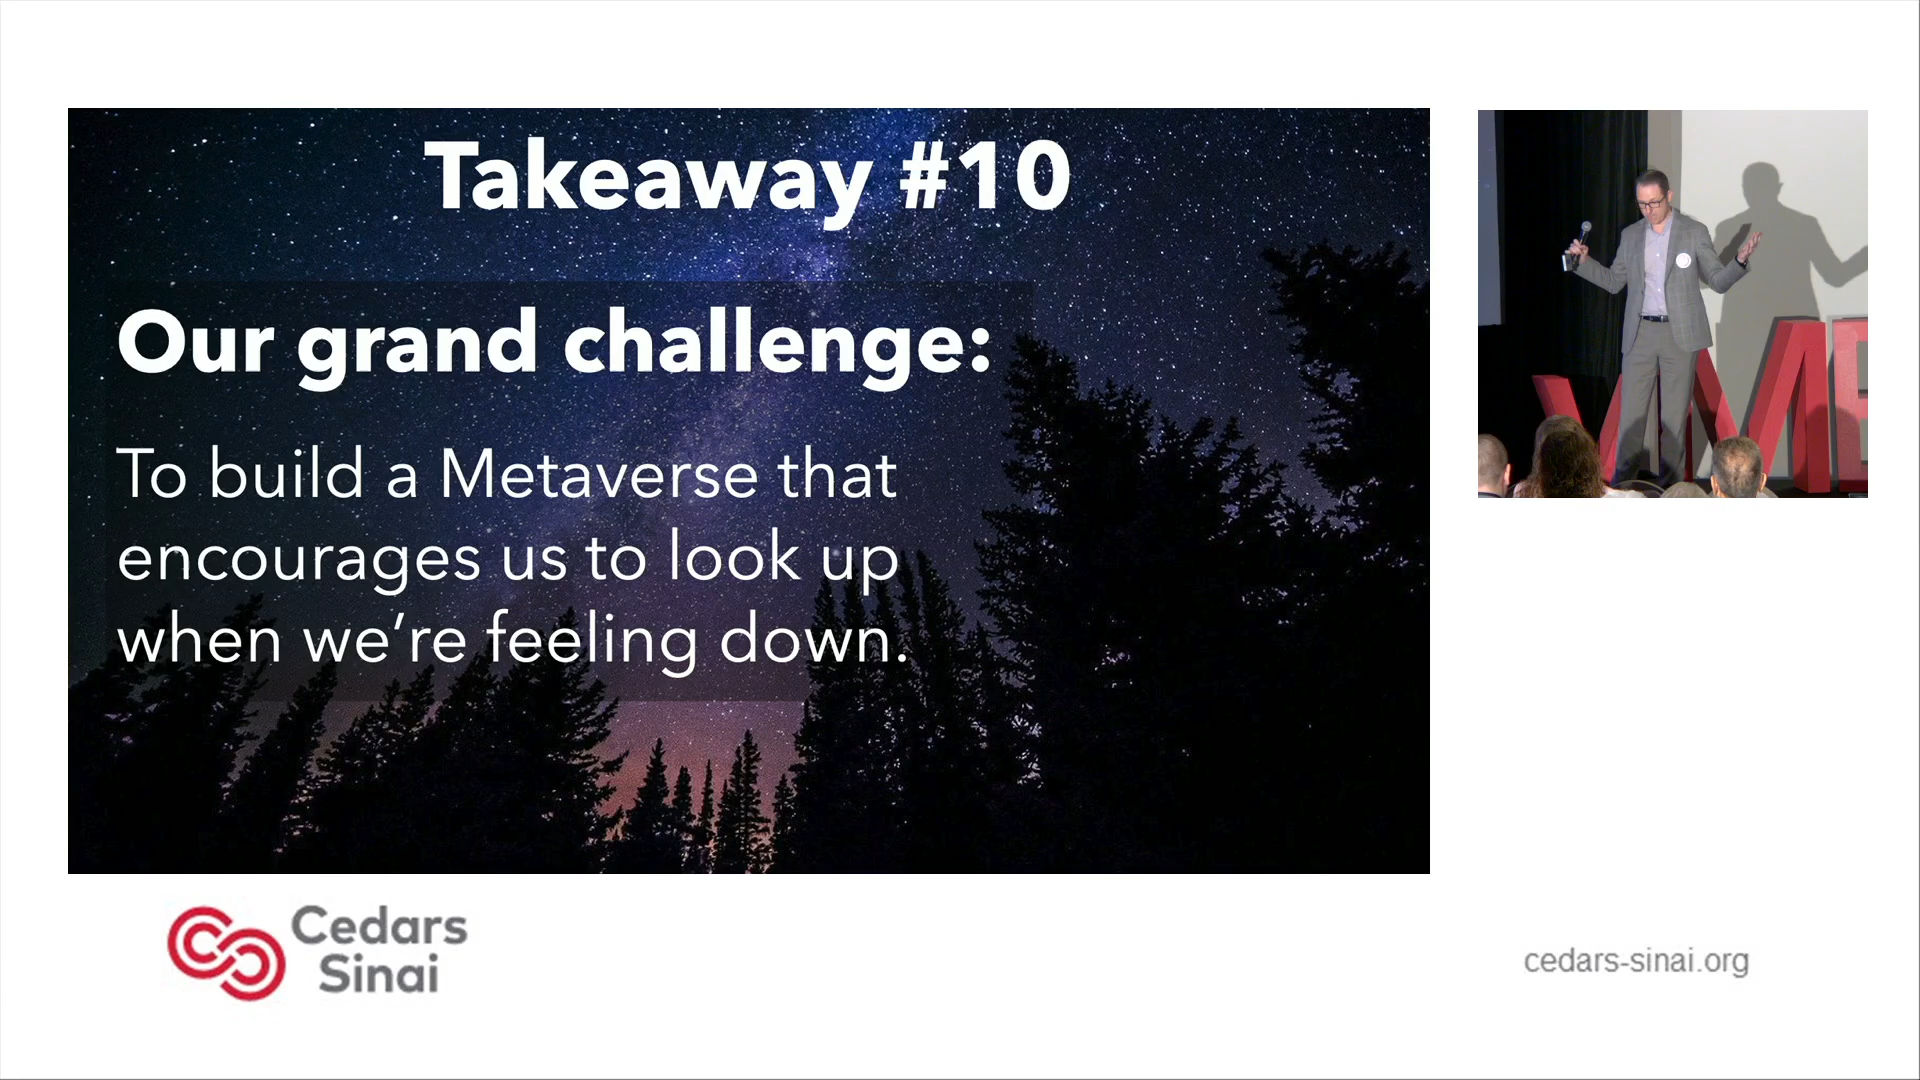 Takeaway #10
Our grand challenge:
To build a Metaverse that
encourages us to look up
when we’re feeling down.
Cedars
Sinai
cedars-sinai.org